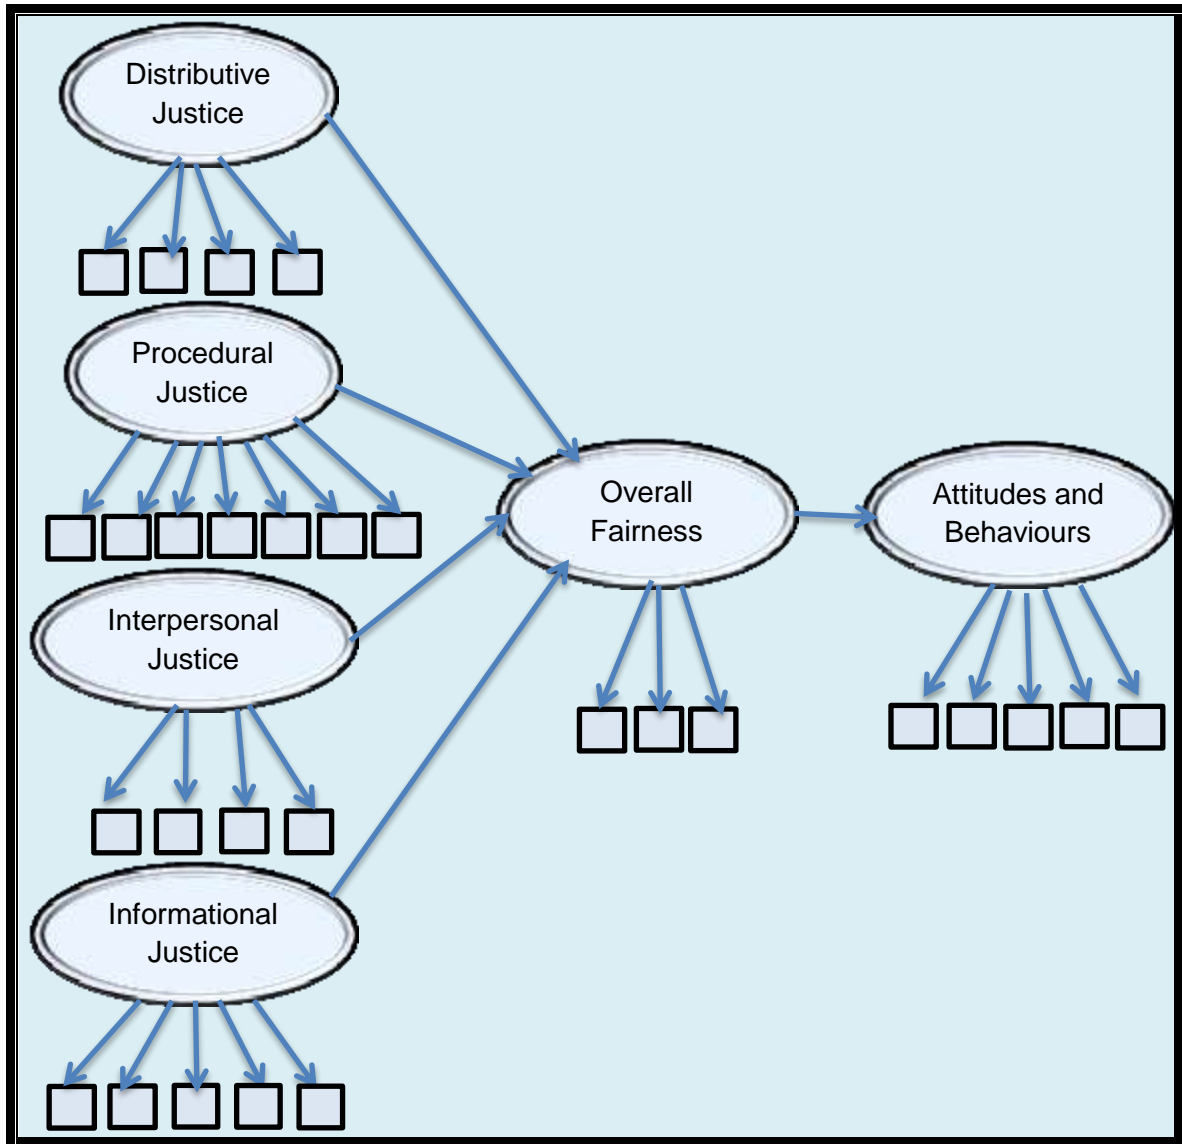 Distributive
Justice
Procedural
Justice
Overall
Fairness
Attitudes and
Behaviours
Interpersonal
Justice
Informational
Justice